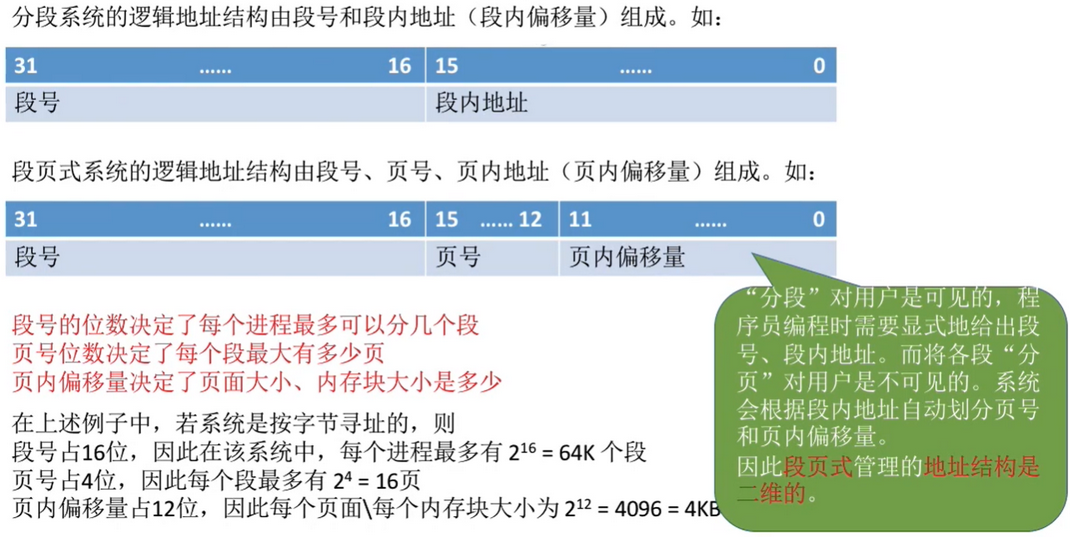 分段系统的逻辑地址结构由段号和段内地址（段内偏移量）组成。如：
31 …… 16 15 …… 0
段号 段内地址
段页式系统的逻辑地址结构由段号、页号、页内地址（页内偏移量）组成。如：
31 …… 16 15 …… 12 11 …… 0
段号 页号 页内偏移量
段号的位数决定了每个进程最多可以分几个段
页号位数决定了每个段最大有多少页
页内偏移量决定了页面大小、内存块大小是多少
在上述例子中，若系统是按字节寻址的，则
段号占16位，因此在该系统中，每个进程最多有 2¹⁶ = 64K 个段
页号占4位，因此每个段最多有 2⁴ = 16页
页内偏移量占12位，因此每个页面\每个内存块大小为 2¹² = 4096 = 4KB
“分段”对用户是可见的，程
序员编程时需要显式地给出段
号、段内地址。而将各段“分
页”对用户是不可见的。系统
会根据段内地址自动划分页号
和页内偏移量。
因此段页式管理的地址结构是
二维的。